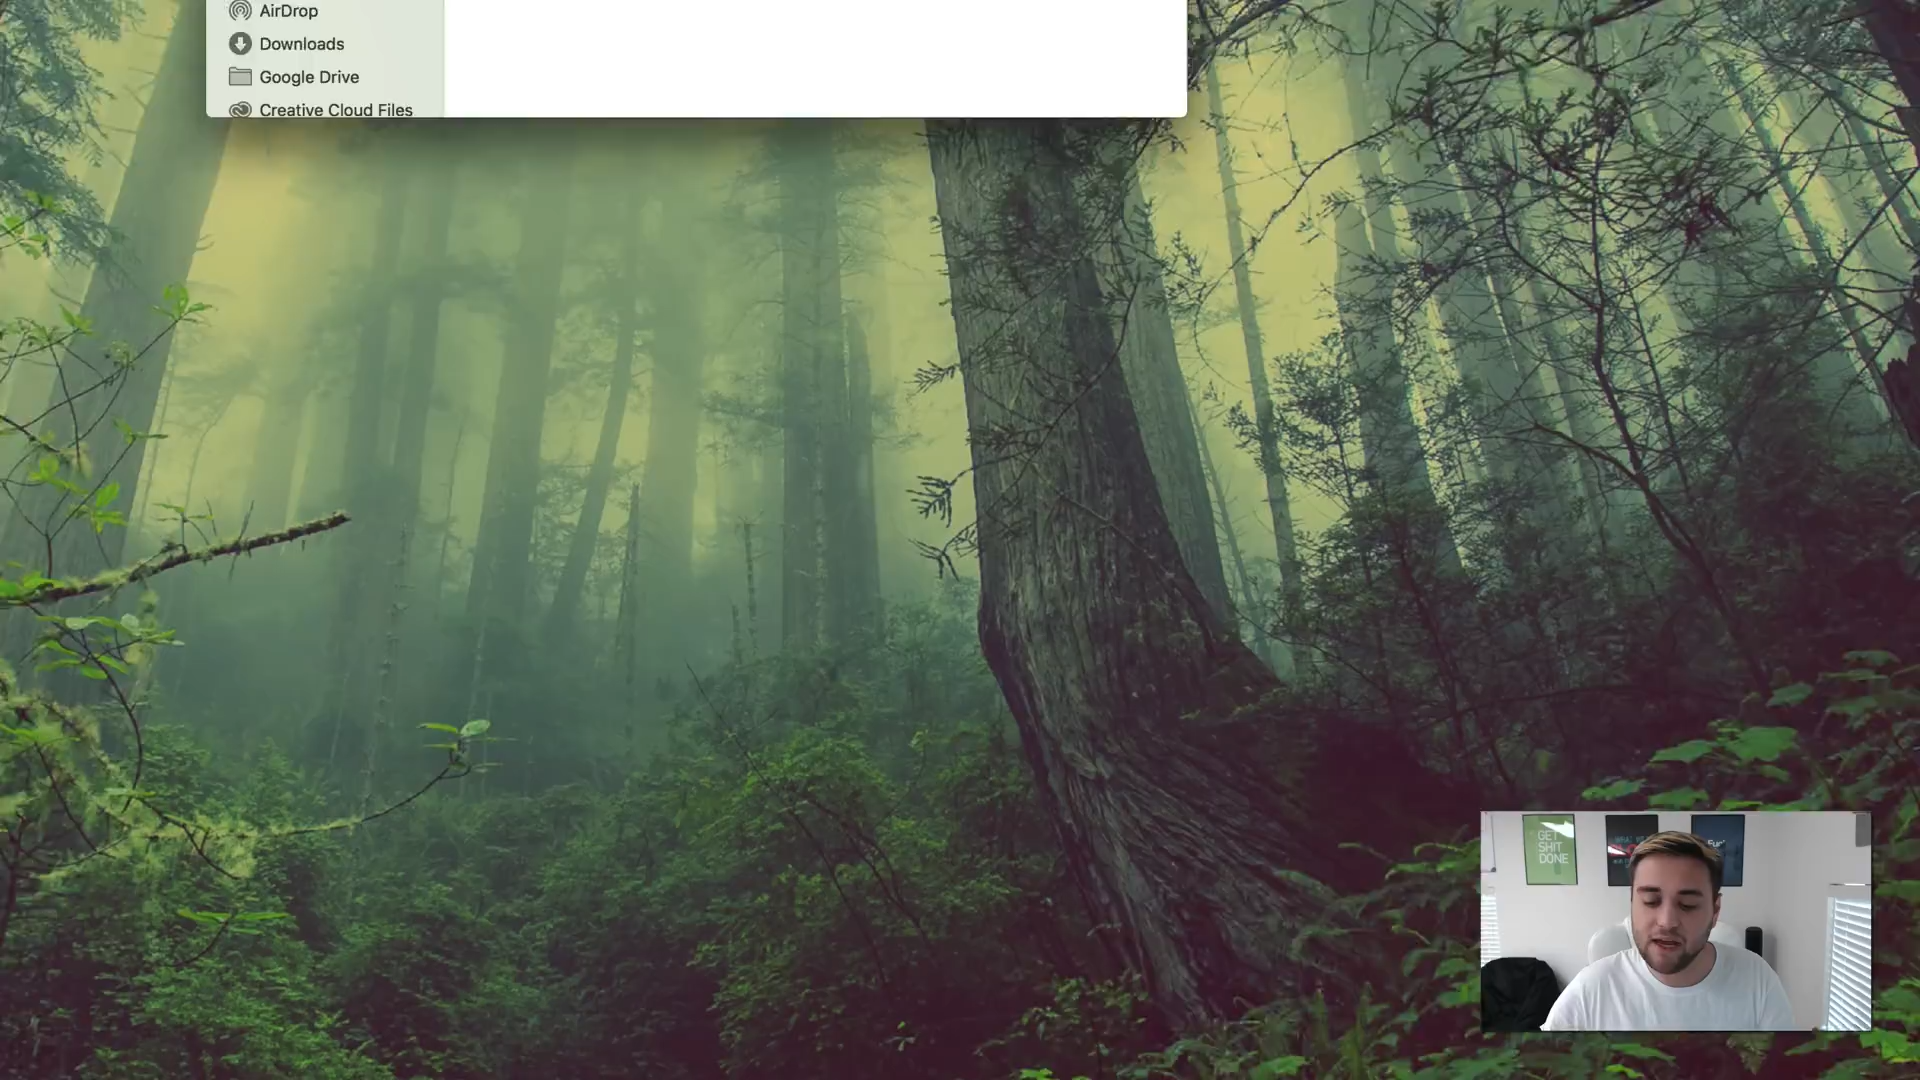 AirDrop
Downloads
Google Drive
Creative Cloud Files
GET
SHIT
DONE